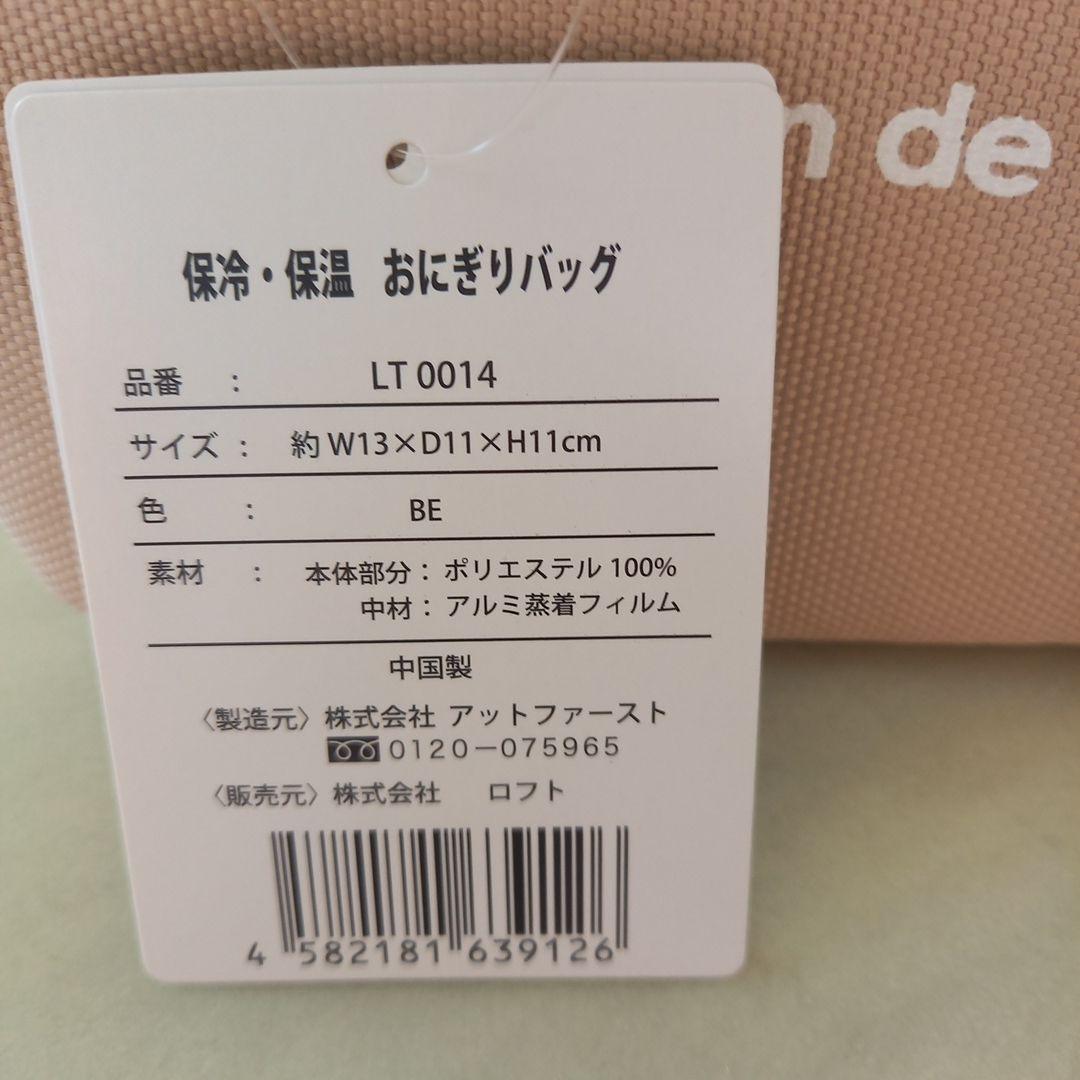 n de
保冷・保温 おにぎりバッグ
品番 : LT 0014
サイズ : 約 W13×D11×H11cm
色 : BE
素材 : 本体部分：ポリエステル 100%
中材：アルミ蒸着フィルム
中国製
〈製造元〉株式会社 アットファースト
0120－075965
〈販売元〉株式会社 ロフト
4 582181 639126